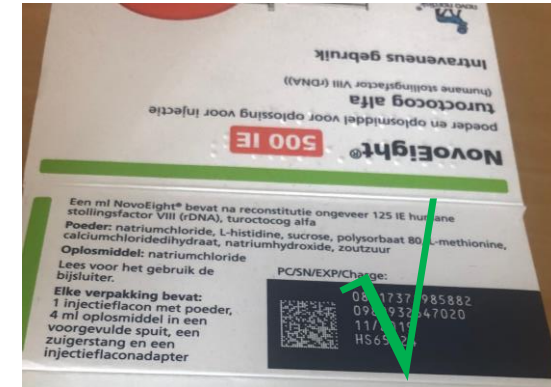 NovoEight® 500 IE
poeder en oplosmiddel voor oplossing voor injectie
turoctocog alfa
(humane stollingsfactor VIII (rDNA))
Intraveneus gebruik
Een ml NovoEight® bevat na reconstitutie ongeveer 125 IE humane
stollingsfactor VIII (rDNA), turoctocog alfa
Poeder: natriumchloride, L-histidine, sucrose, polysorbaat 80, L-methionine,
calciumchloridedihydraat, natriumhydroxide, zoutzuur
Oplosmiddel: natriumchloride
Lees voor het gebruik de
bijsluiter.
Elke verpakking bevat:
1 injectieflacon met poeder,
4 ml oplosmiddel in een
voorgevulde spuit, een
zuigerstang en een
injectieflaconadapter
PC/SN/EXP/Charge: